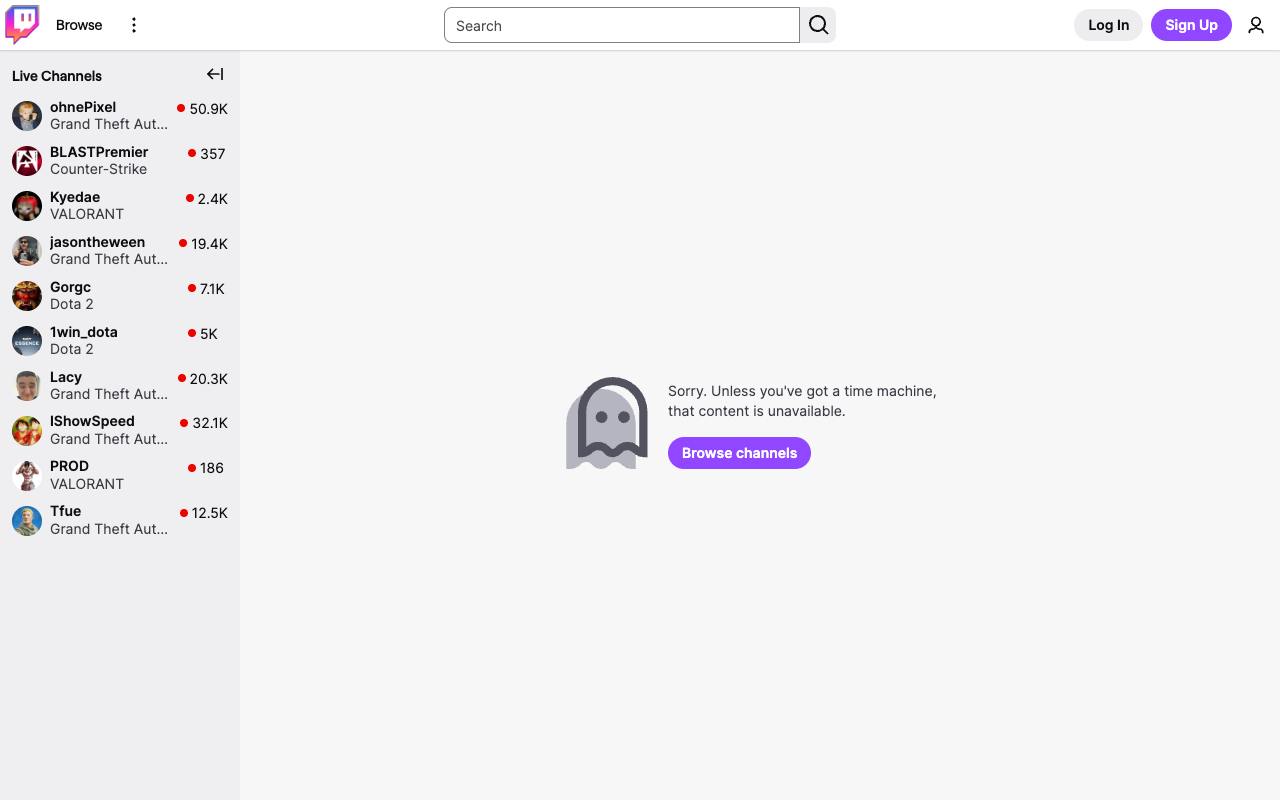 Browse
Search
Log In
Sign Up
Live Channels
ohnePixel
50.9K
Grand Theft Aut...
BLASTPremier
357
Counter-Strike
Kyedae
2.4K
VALORANT
jasontheween
19.4K
Grand Theft Aut...
Gorgc
7.1K
Dota 2
1win_dota
5K
Dota 2
Lacy
20.3K
Grand Theft Aut...
IShowSpeed
32.1K
Grand Theft Aut...
PROD
186
VALORANT
Tfue
12.5K
Grand Theft Aut...
Sorry. Unless you've got a time machine,
that content is unavailable.
Browse channels